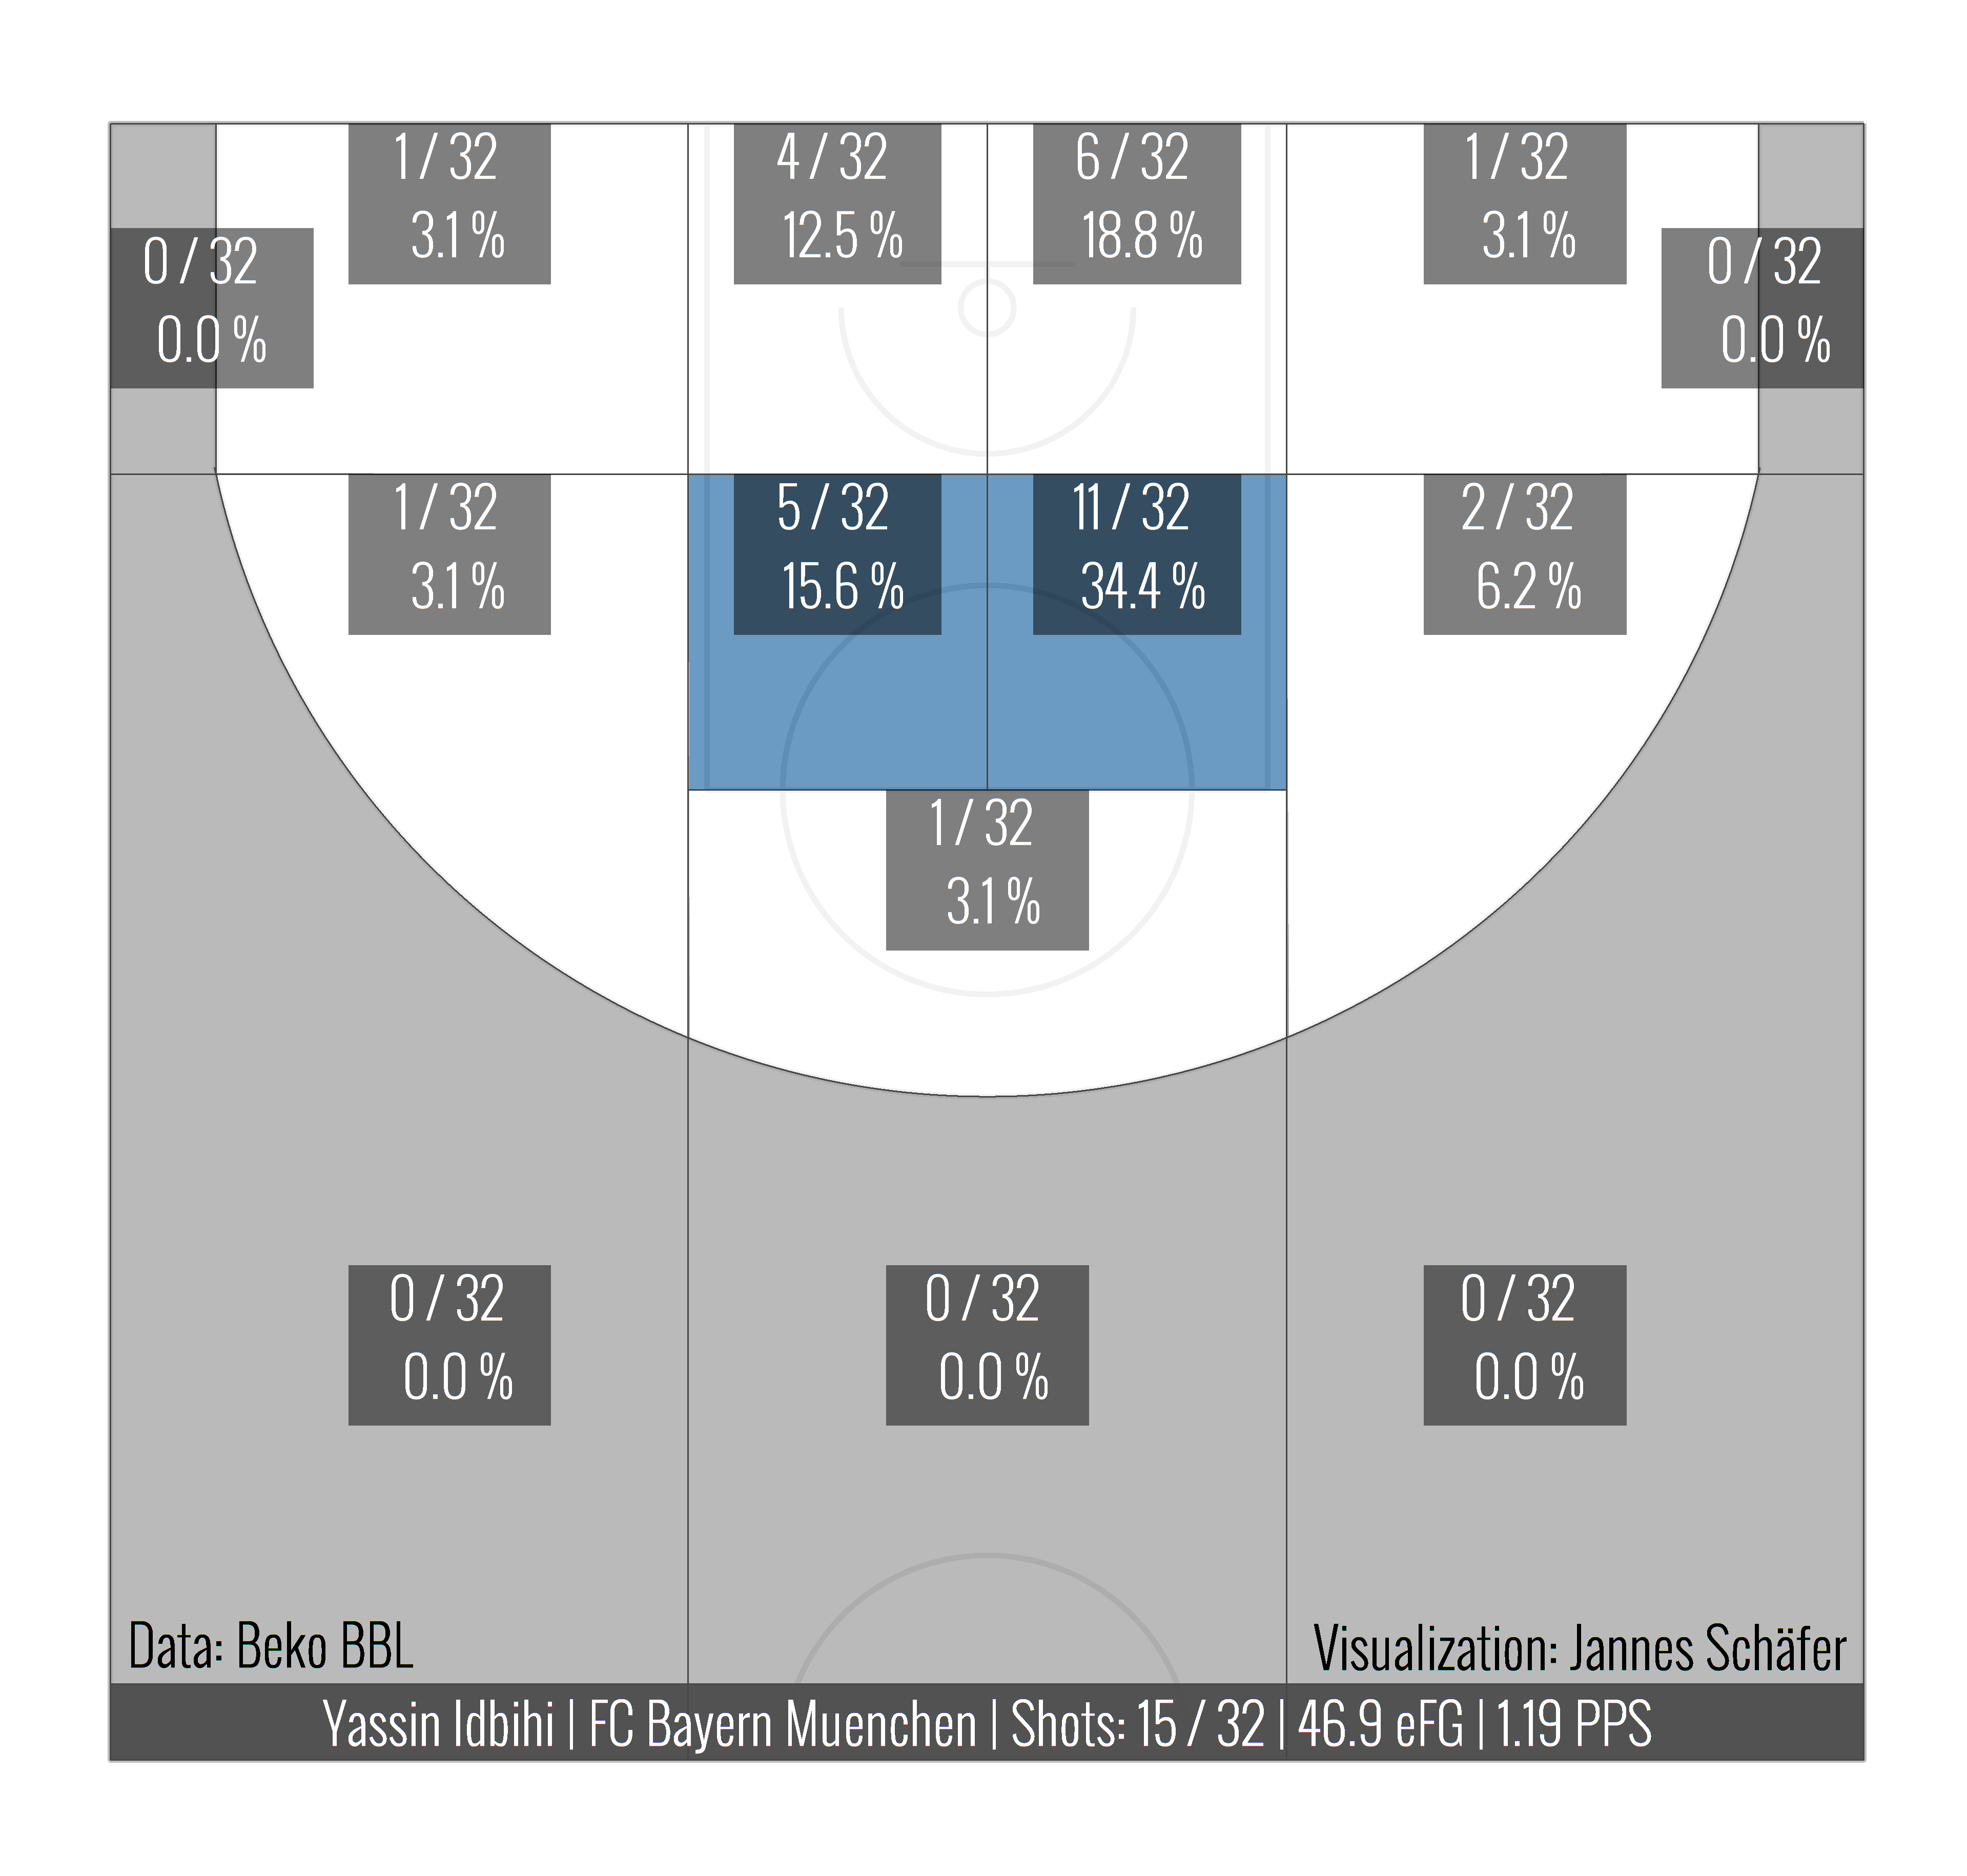 1 / 32
3.1 %
4 / 32
12.5 %
6 / 32
18.8 %
1 / 32
3.1 %
0 / 32
0.0 %
0 / 32
0.0 %
1 / 32
3.1 %
5 / 32
15.6 %
11 / 32
34.4 %
2 / 32
6.2 %
1 / 32
3.1 %
0 / 32
0.0 %
0 / 32
0.0 %
0 / 32
0.0 %
Data: Beko BBL
Visualization: Jannes Schäfer
Yassin Idbihi | FC Bayern Muenchen | Shots: 15 / 32 | 46.9 eFG | 1.19 PPS